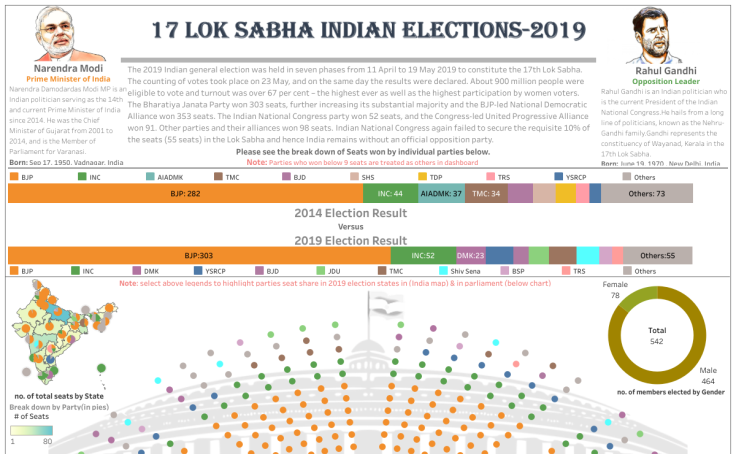 17 LOK SABHA INDIAN ELECTIONS-2019
Narendra Modi
Prime Minister of India
Narendra Damodardas Modi MP is an
Indian politician serving as the 14th
and current Prime Minister of India
since 2014. He was the Chief
Minister of Gujarat from 2001 to
2014, and is the Member of
Parliament for Varanasi.
Born: Sep 17, 1950, Vadnagar, India
The 2019 Indian general election was held in seven phases from 11 April to 19 May 2019 to constitute the 17th Lok Sabha.
The counting of votes took place on 23 May, and on the same day the results were declared. About 900 million people were
eligible to vote and turnout was over 67 per cent – the highest ever as well as the highest participation by women voters.
The Bharatiya Janata Party won 303 seats, further increasing its substantial majority and the BJP-led National Democratic
Alliance won 353 seats. The Indian National Congress party won 52 seats, and the Congress-led United Progressive Alliance
won 91. Other parties and their alliances won 98 seats. Indian National Congress again failed to secure the requisite 10% of
the seats (55 seats) in the Lok Sabha and hence India remains without an official opposition party.
Please see the break down of Seats won by individual parties below.
Note: Parties who won below 9 seats are treated as others in dashboard
Rahul Gandhi
Opposition Leader
Rahul Gandhi is an Indian politician who
is the current President of the Indian
National Congress.He hails from a long
line of politicians, known as the Nehru-
Gandhi family;Gandhi represents the
constituency of Wayanad, Kerala in the
17th Lok Sabha.
Born: June 19, 1970, New Delhi, India
BJP INC AIADMK TMC BJD SHS TDP TRS YSRCP Others
BJP: 282 INC: 44 AIADMK: 37 TMC: 34 Others: 73
2014 Election Result
Versus
2019 Election Result
BJP:303 INC:52 DMK:23 Others:55
BJP INC DMK YSRCP BJD JDU TMC Shiv Sena BSP TRS Others
Note: select above legends to highlight parties seat share in 2019 election states in (India map) & in parliament (below chart)
no. of total seats by State
Break down by Party(in pies)
# of Seats
1 80
Female
78
Total
542
Male
464
no. of members elected by Gender